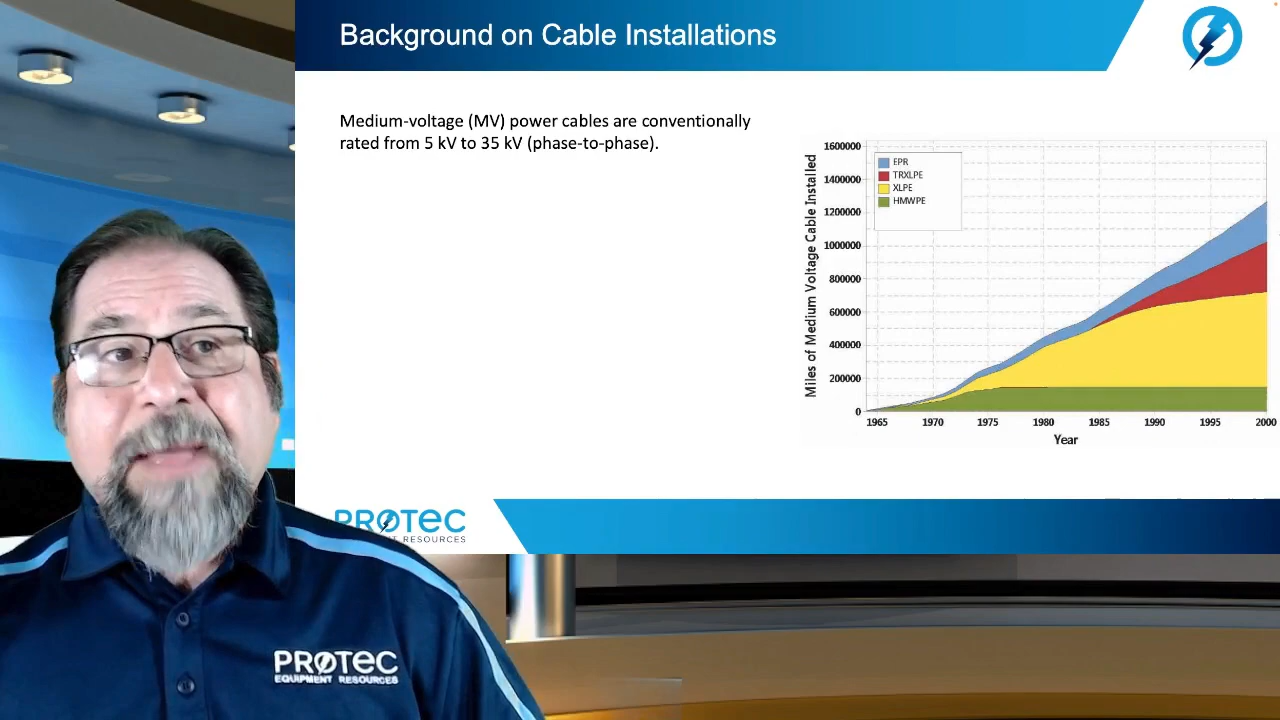 Background on Cable Installations
Medium-voltage (MV) power cables are conventionally
rated from 5 kV to 35 kV (phase-to-phase).
Miles of Medium Voltage Cable Installed
1600000
1400000
1200000
1000000
800000
600000
400000
200000
0
EPR
TRXLPE
XLPE
HMWPE
1965 1970 1975 1980 1985 1990 1995 2000
Year
PROTEC
RESOURCES
PROTEC
EQUIPMENT RESOURCES